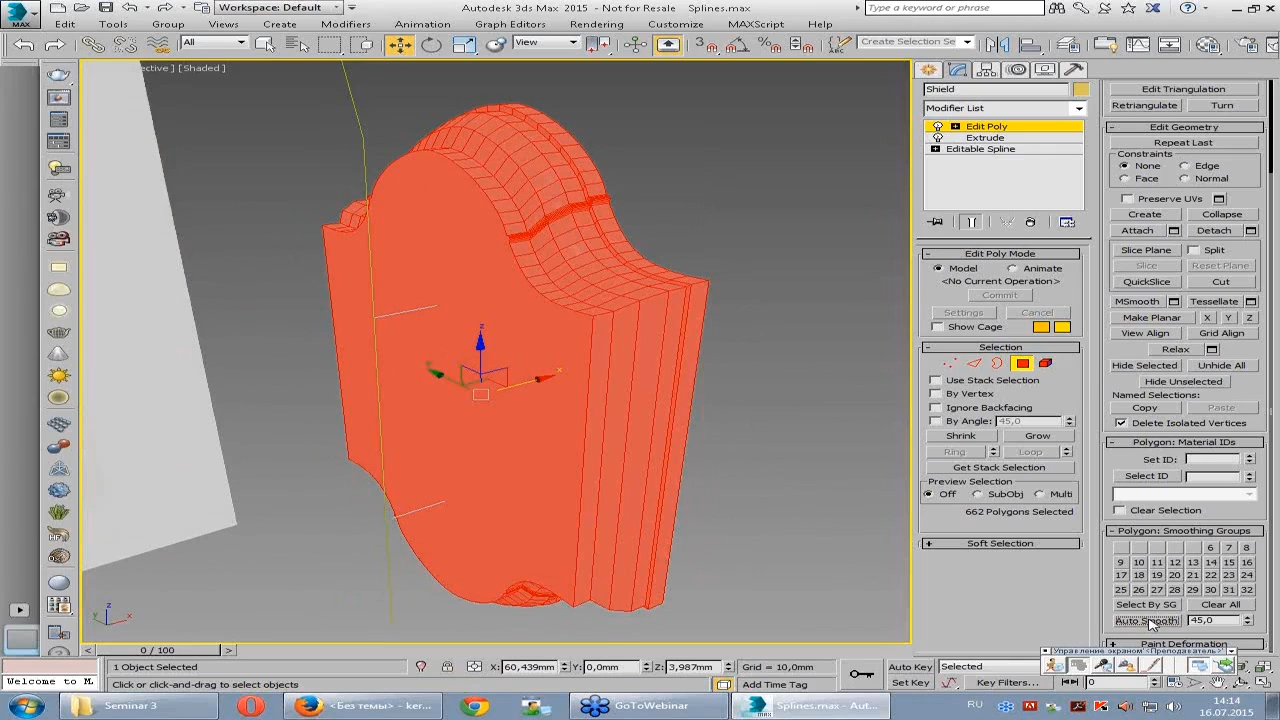 MAX
Workspace: Default
Autodesk 3ds Max 2015 - Not for Resale    Splines.max
Type a keyword or phrase
Edit Tools Group Views Create Modifiers Animation Graph Editors Rendering Customize MAXScript Help
All View Create Selection Se
ective ] [Shaded ]
Shield
Modifier List
Edit Poly
Extrude
Editable Spline
Edit Poly Mode
Model Animate
<No Current Operation>
Commit
Settings Cancel
Show Cage
Selection
Use Stack Selection
By Vertex
Ignore Backfacing
By Angle: 45,0
Shrink Grow
Ring Loop
Get Stack Selection
Preview Selection
Off SubObj Multi
662 Polygons Selected
Soft Selection
Edit Triangulation
Retriangulate Turn
Edit Geometry
Repeat Last
Constraints
None Edge
Face Normal
Preserve UVs
Create Collapse
Attach Detach
Slice Plane Split
Slice Reset Plane
QuickSlice Cut
MSmooth Tessellate
Make Planar X Y Z
View Align Grid Align
Relax
Hide Selected Unhide All
Hide Unselected
Named Selections:
Copy Paste
Delete Isolated Vertices
Polygon: Material IDs
Set ID:
Select ID
Clear Selection
Polygon: Smoothing Groups
6 7 8
9 10 11 12 13 14 15 16
17 18 19 20 21 22 23 24
25 26 27 28 29 30 31 32
Select By SG Clear All
45,0
Paint Deformation
Управление экраном: <Преподаватель>
z
x
z
x
y
0 / 100
1 Object Selected
X: 60,439mm Y: 0,0mm Z: 3,987mm
Grid = 10,0mm
Auto Key Selected
Welcome to M
Click or click-and-drag to select objects
Add Time Tag
Set Key Key Filters... 0
Seminar 3
<Без темы> - ker...
GoToWebinar
Splines.max - Aut...
RU
14:14
16.07.2015